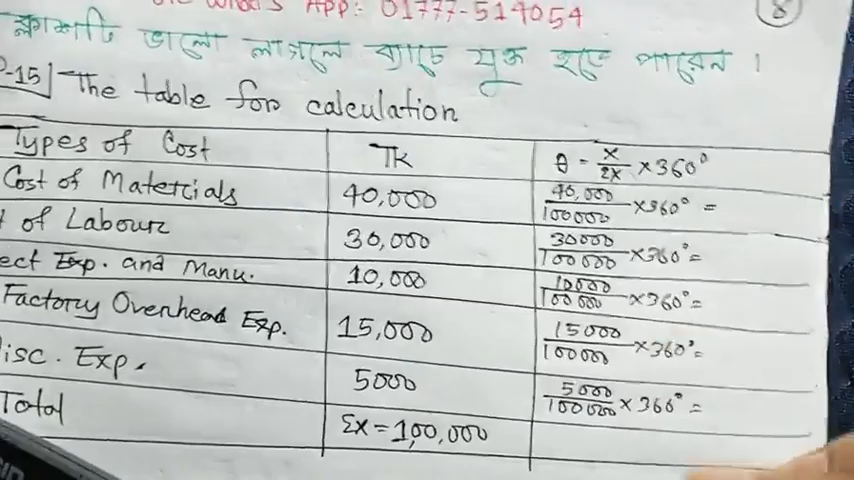 App: 01777-514054
8
ক্লাশটি ভালো লাগলে ব্যাচে যুক্ত হতে পারেন।
P-15] The table for calculation
Types of Cost TK θ = X/ΣX ×360°
Cost of Materials 40,000 40,000/100000 ×360° =
t of Labour 30,000 30000/100000 ×360° =
ect Exp. and Manu. 10,000 10000/100000 ×360° =
Factory Overhead Exp. 15,000 15000/100000 ×360° =
isc. Exp. 5000 5000/100000 ×360° =
Total ΣX = 1,00,000